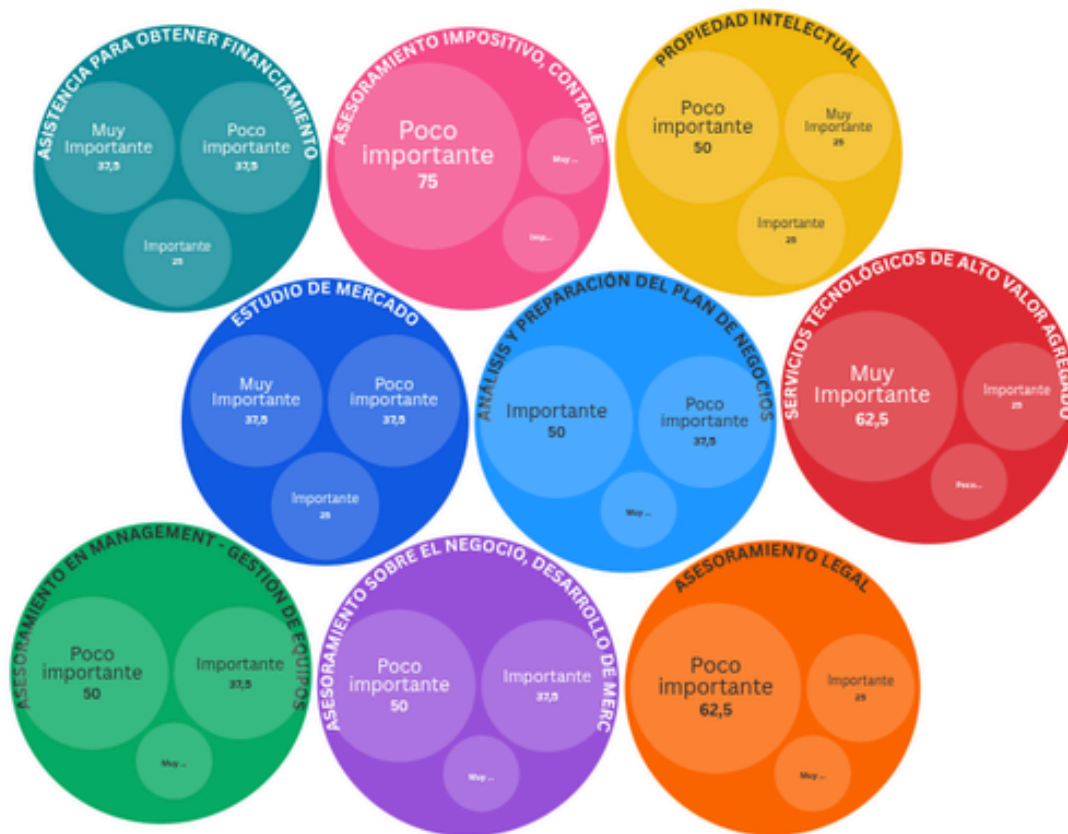 ASISTENCIA PARA OBTENER FINANCIAMIENTO
Muy
Importante
37,5
Poco
importante
37,5
Importante
25
ASESORAMIENTO IMPOSITIVO, CONTABLE
Poco
importante
75
Muy ...
Imp...
PROPIEDAD INTELECTUAL
Poco
importante
50
Muy
Importante
25
Importante
25
ESTUDIO DE MERCADO
Muy
Importante
37,5
Poco
importante
37,5
Importante
25
ANÁLISIS Y PREPARACIÓN DEL PLAN DE NEGOCIOS
Importante
50
Poco
importante
37,5
Muy ...
SERVICIOS TECNOLÓGICOS DE ALTO VALOR AGREGADO
Muy
Importante
62,5
Importante
25
Poco...
ASESORAMIENTO EN MANAGEMENT - GESTIÓN DE EQUIPOS
Poco
importante
50
Importante
37,5
Muy ...
ASESORAMIENTO SOBRE EL NEGOCIO, DESARROLLO DE MERC
Poco
importante
50
Importante
37,5
Muy ...
ASESORAMIENTO LEGAL
Poco
importante
62,5
Importante
25
Muy ...